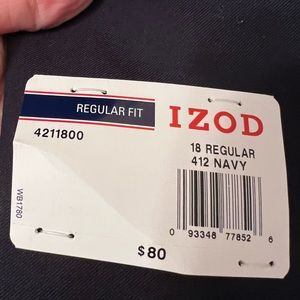 REGULAR FIT
IZOD
4211800
18 REGULAR
412 NAVY
WB1780
0 93348 77852 6
$80